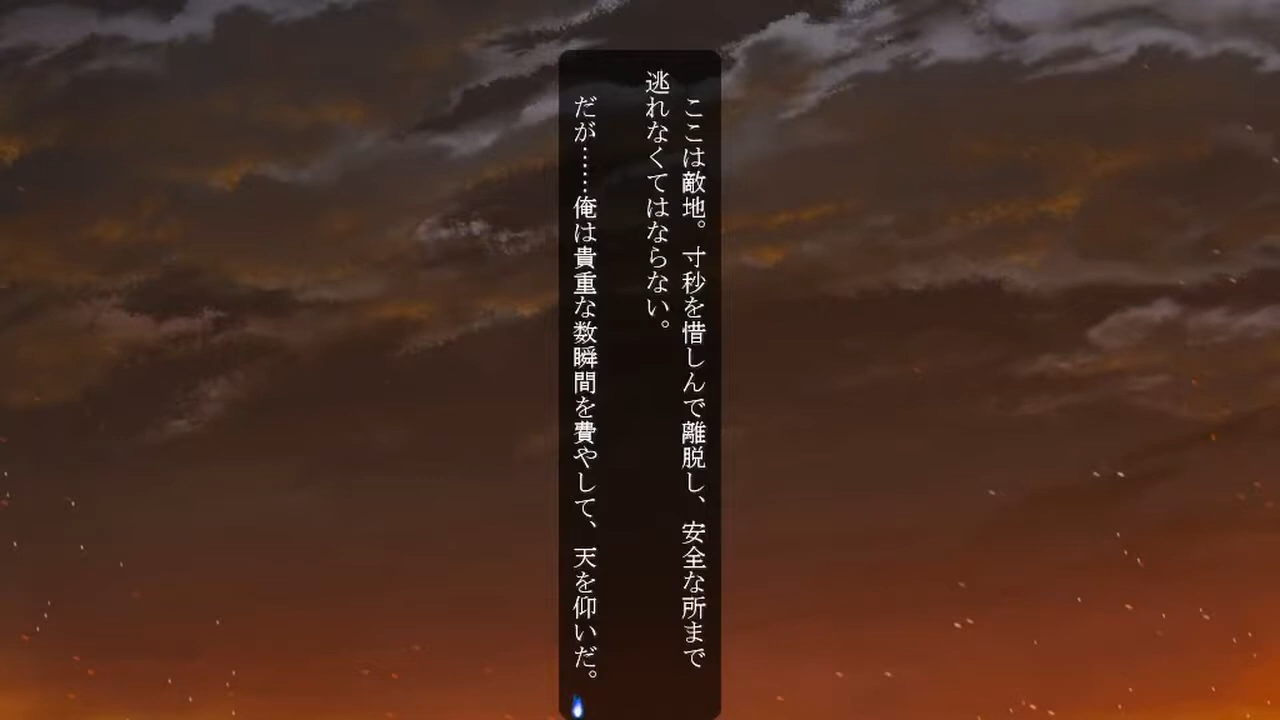 ここは敵地。寸秒を惜しんで離脱し、安全な所まで
逃れなくてはならない。
　だが……俺は貴重な数瞬間を費やして、天を仰いだ。